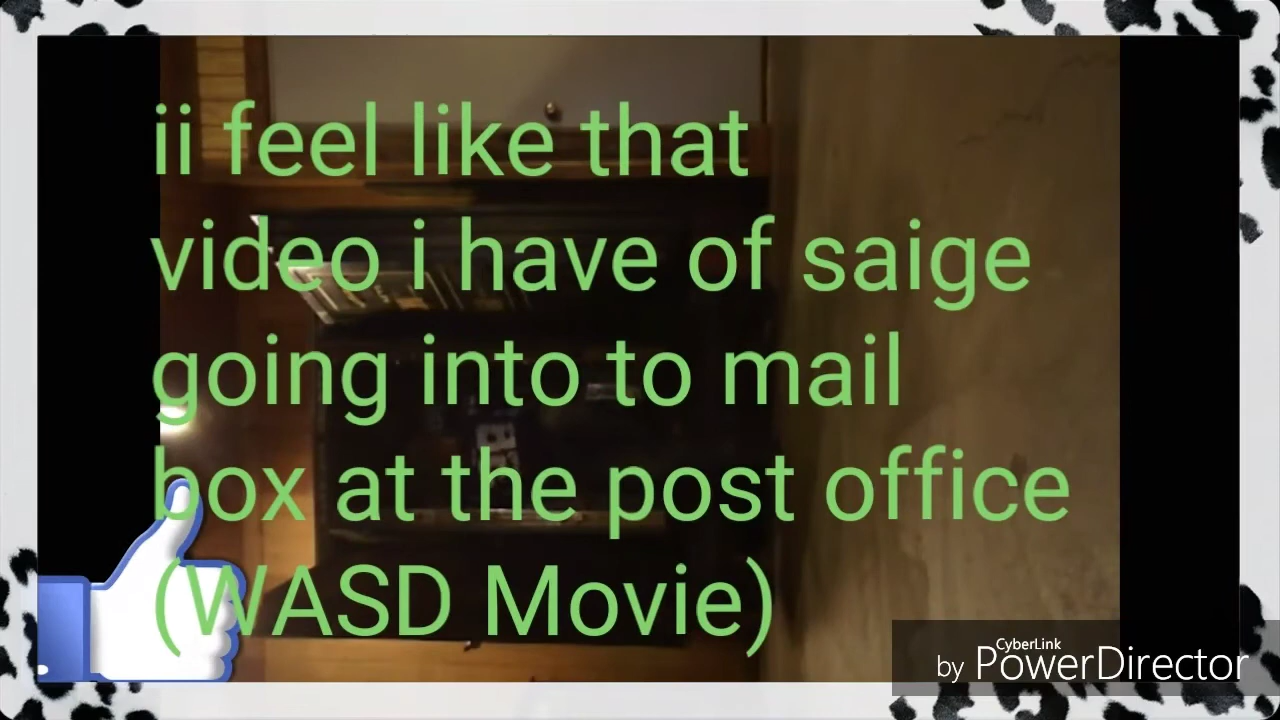 ii feel like that
video i have of saige
going into to mail
box at the post office
(WASD Movie)
CyberLink
by PowerDirector